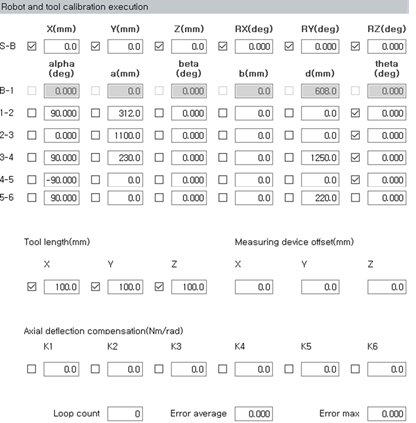 Robot and tool calibration execution
X(mm) Y(mm) Z(mm) RX(deg) RY(deg) RZ(deg)
S-B 0.0 0.0 0.0 0.000 0.000 0.000
alpha (deg) a(mm) beta (deg) b(mm) d(mm) theta (deg)
B-1 0.000 0.0 0.000 0.0 608.0 0.000
1-2 90.000 312.0 0.000 0.0 0.0 0.000
2-3 0.000 1100.0 0.000 0.0 0.0 0.000
3-4 90.000 230.0 0.000 0.0 1250.0 0.000
4-5 -90.000 0.0 0.000 0.0 0.0 0.000
5-6 90.000 0.0 0.000 0.0 220.0 0.000
Tool length(mm) Measuring device offset(mm)
X Y Z X Y Z
100.0 100.0 100.0 0.0 0.0 0.0
Axial deflection compensation(Nm/rad)
K1 K2 K3 K4 K5 K6
0.0 0.0 0.0 0.0 0.0 0.0
Loop count 0 Error average 0.000 Error max 0.000